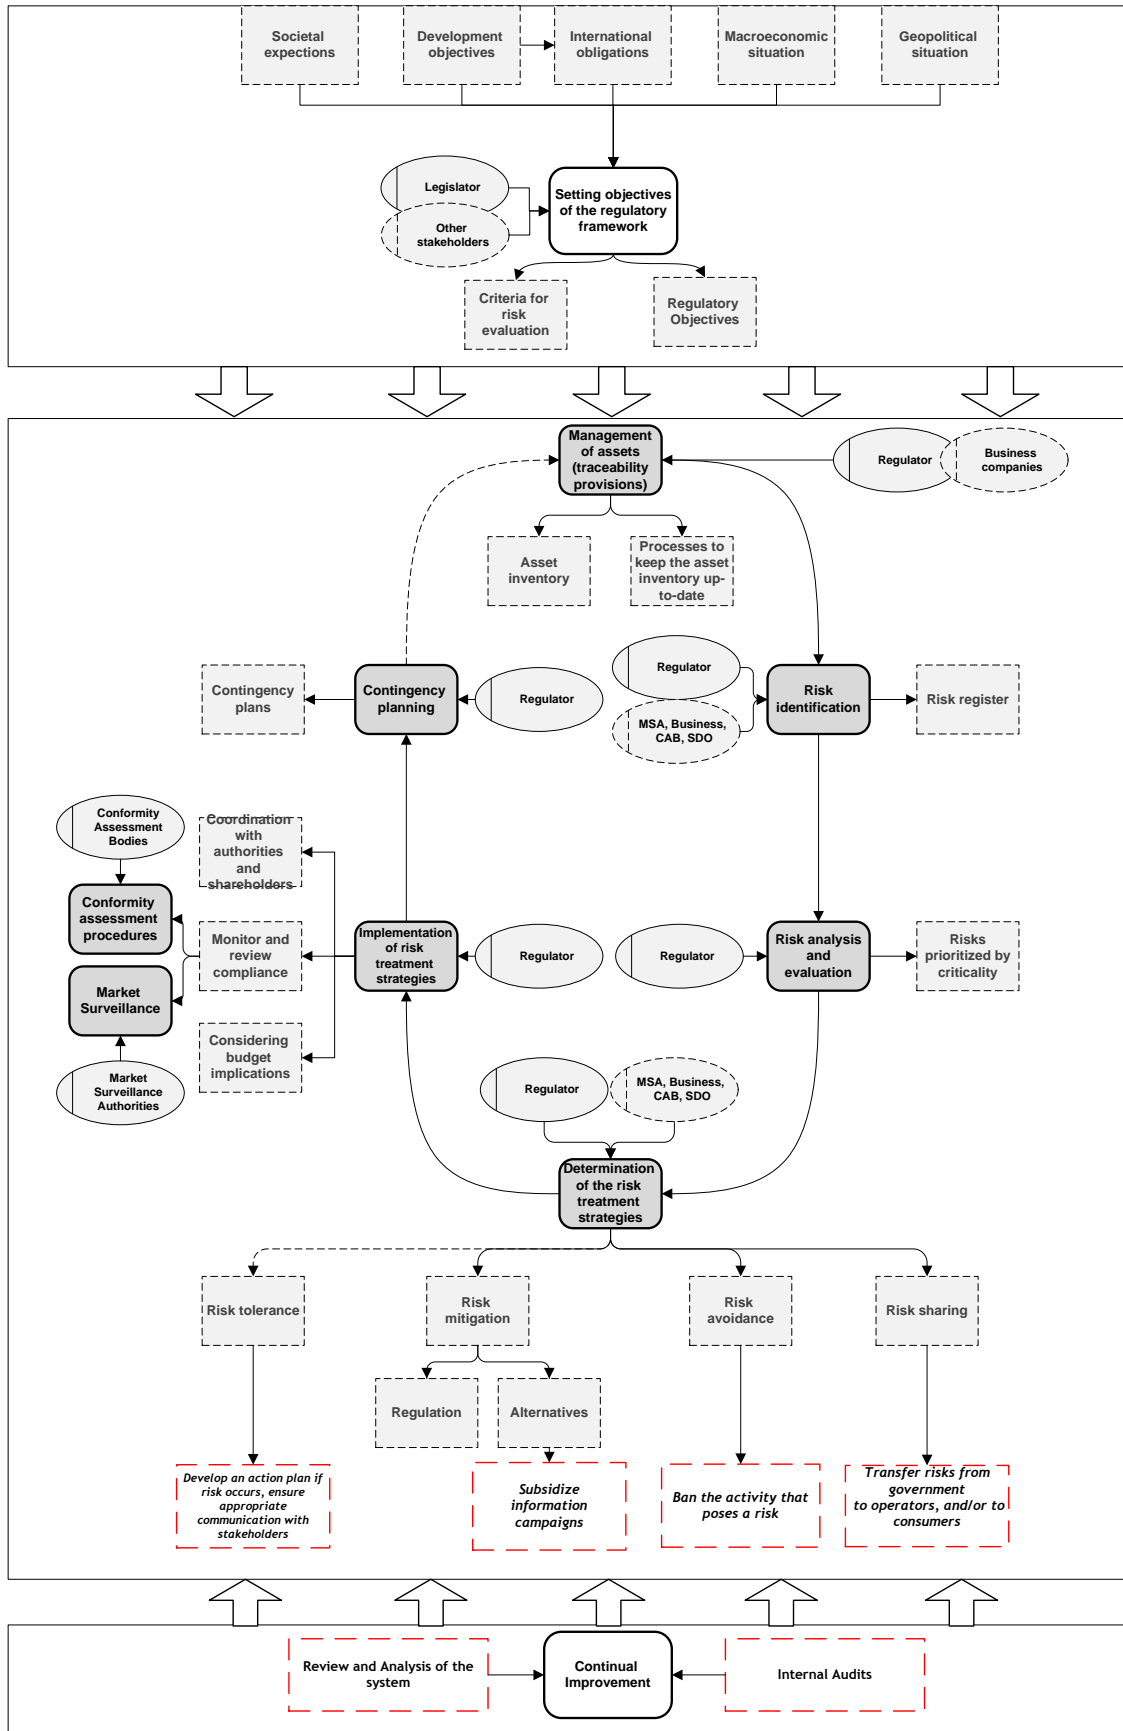 Societal
expections
Development
objectives
International
obligations
Macroeconomic
situation
Geopolitical
situation
Legislator
Other
stakeholders
Setting objectives
of the regulatory
framework
Criteria for
risk
evaluation
Regulatory
Objectives
Management
of assets
(traceability
provisions)
Regulator
Business
companies
Asset
inventory
Processes to
keep the asset
inventory up-
to-date
Contingency
plans
Contingency
planning
Regulator
Regulator
MSA, Business,
CAB, SDO
Risk
identification
Risk register
Conformity
Assessment
Bodies
Coordination
with
authorities
and
shareholders
Conformity
assessment
procedures
Monitor and
review
compliance
Implementation
of risk
treatment
strategies
Regulator
Regulator
Risk analysis
and
evaluation
Risks
prioritized by
criticality
Market
Surveillance
Considering
budget
implications
Market
Surveillance
Authorities
Regulator
MSA, Business,
CAB, SDO
Determination
of the risk
treatment
strategies
Risk tolerance
Risk
mitigation
Risk
avoidance
Risk sharing
Regulation
Alternatives
Develop an action plan if
risk occurs, ensure
appropriate
communication with
stakeholders
Subsidize
information
campaigns
Ban the activity that
poses a risk
Transfer risks from
government
to operators, and/or to
consumers
Review and Analysis of the
system
Continual
Improvement
Internal Audits